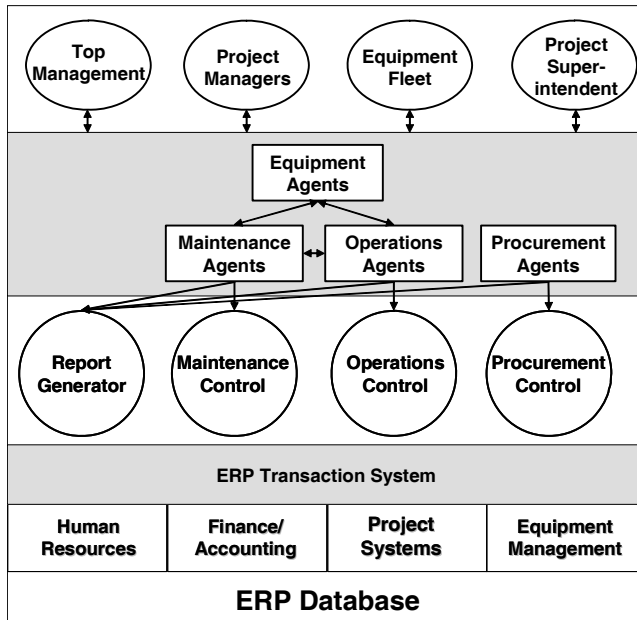 Top
Management
Project
Managers
Equipment
Fleet
Project
Super-
intendent
Equipment
Agents
Maintenance
Agents
Operations
Agents
Procurement
Agents
Report
Generator
Maintenance
Control
Operations
Control
Procurement
Control
ERP Transaction System
Human
Resources
Finance/
Accounting
Project
Systems
Equipment
Management
ERP Database